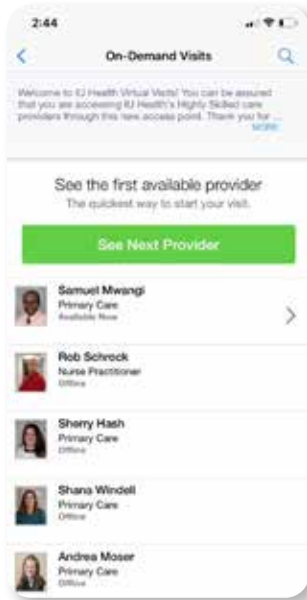 2:44
On-Demand Visits
Welcome to IU Health Virtual Visits! You can be assured
that you are accessing IU Health's Highly Skilled care
providers through this new access point. Thank you for ...
MORE
See the first available provider
The quickest way to start your visit.
See Next Provider
Samuel Mwangi
Primary Care
Available Now
Rob Schrock
Nurse Practitioner
Offline
Sherry Hash
Primary Care
Offline
Shana Windell
Primary Care
Offline
Andrea Moser
Primary Care
Offline